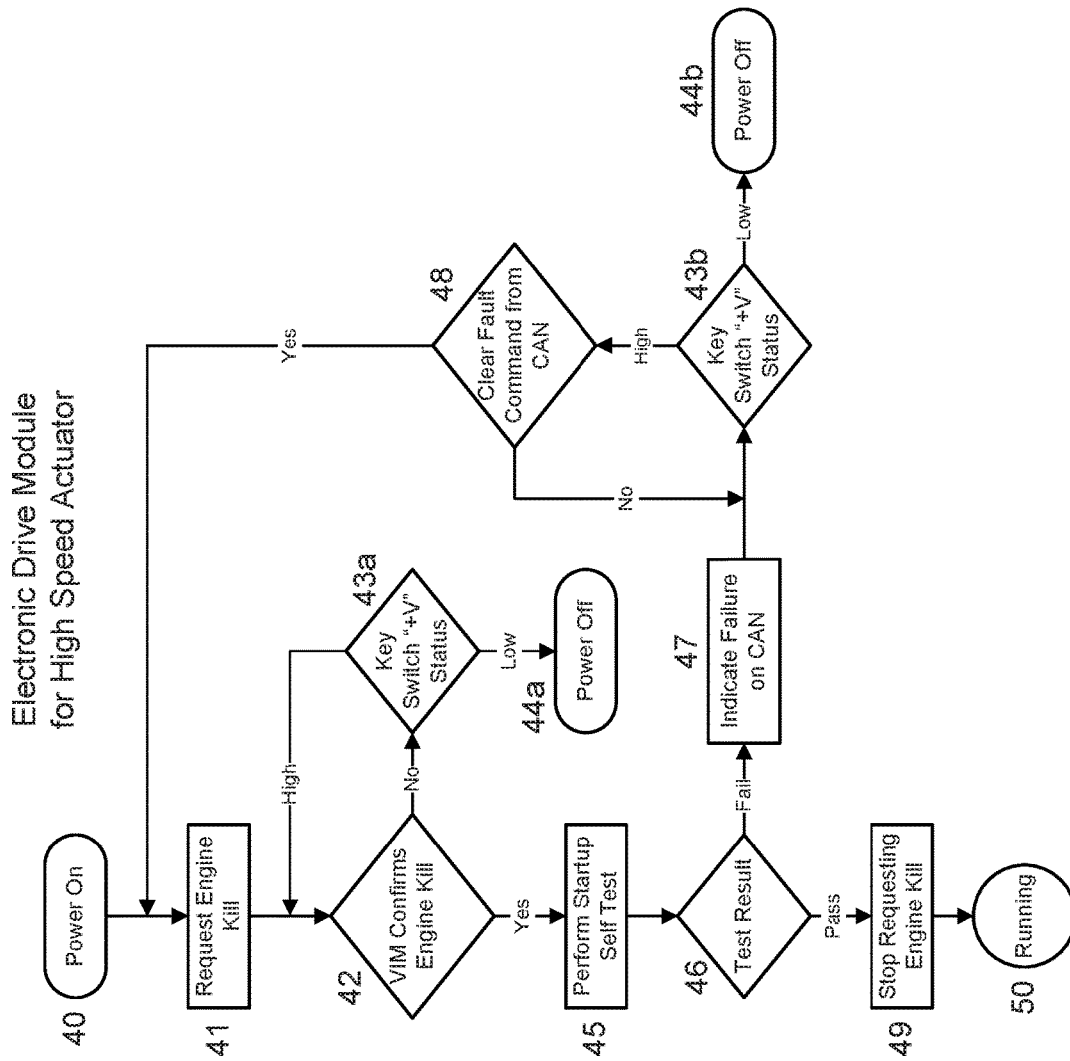 Electronic Drive Module
for High Speed Actuator
40
Power On
41
Request Engine
Kill
High
Yes
42
VIM Confirms
Engine Kill
No
43a
Key
Switch "+V"
Status
Low
44a
Power Off
Yes
45
Perform Startup
Self Test
46
Test Result
Fail
47
Indicate Failure
on CAN
43b
Key
Switch "+V"
Status
Low
44b
Power Off
High
48
Clear Fault
Command from
CAN
No
Pass
49
Stop Requesting
Engine Kill
50
Running